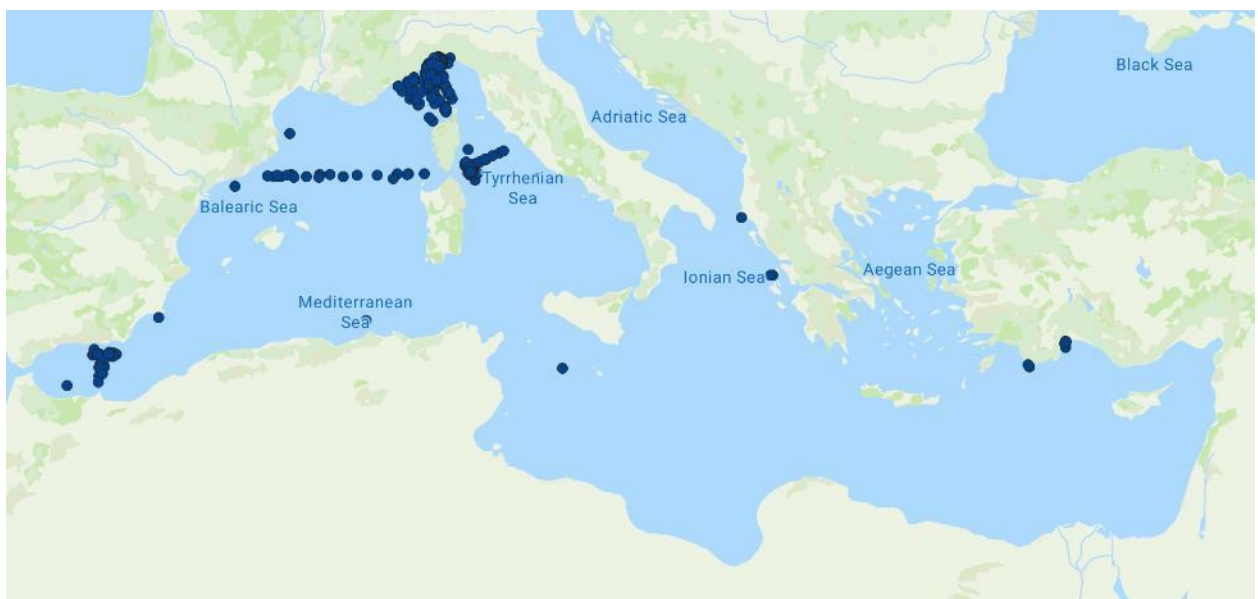 Black Sea
Adriatic Sea
Tyrrhenian
Sea
Balearic Sea
Ionian Sea
Aegean Sea
Mediterranean
Sea